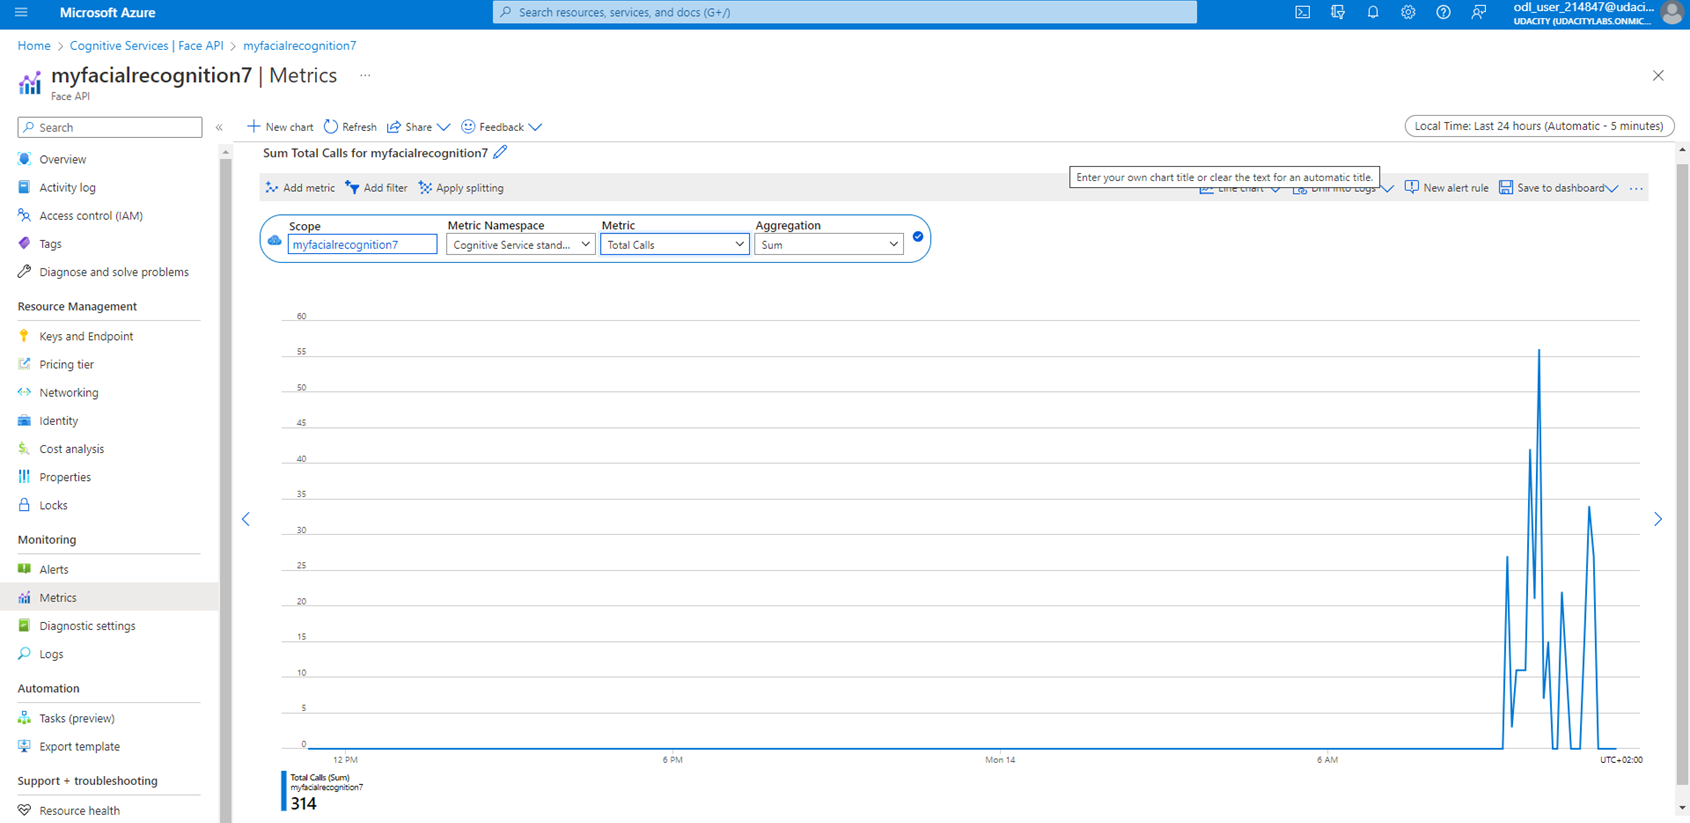 Microsoft Azure
Search resources, services, and docs (G+/)
odl_user_214847@udaci...
UDACITY (UDACITYLABS.ONMIC...
Home > Cognitive Services | Face API > myfacialrecognition7
myfacialrecognition7 | Metrics ...
Face API
Search
«
New chart
Refresh
Share
Feedback
Local Time: Last 24 hours (Automatic - 5 minutes)
Overview
Activity log
Access control (IAM)
Tags
Diagnose and solve problems
Resource Management
Keys and Endpoint
Pricing tier
Networking
Identity
Cost analysis
Properties
Locks
Monitoring
Alerts
Metrics
Diagnostic settings
Logs
Automation
Tasks (preview)
Export template
Support + troubleshooting
Resource health
Sum Total Calls for myfacialrecognition7
Enter your own chart title or clear the text for an automatic title.
Add metric
Add filter
Apply splitting
Line chart
Drill into Logs
New alert rule
Save to dashboard
...
Scope
myfacialrecognition7
Metric Namespace
Cognitive Service stand...
Metric
Total Calls
Aggregation
Sum
60
55
50
45
40
35
30
25
20
15
10
5
0
12 PM
6 PM
Mon 14
6 AM
UTC+02:00
Total Calls (Sum)
myfacialrecognition7
314